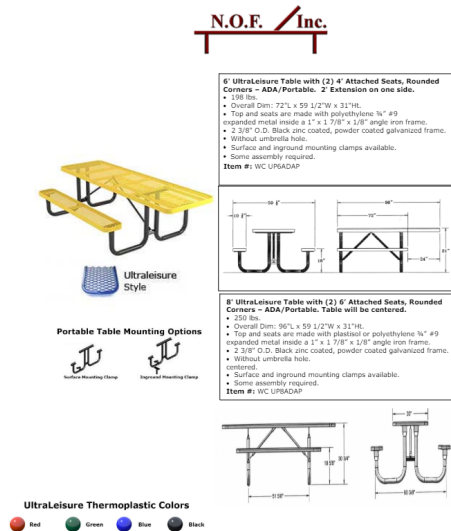 N.O.F. Inc.
6' UltraLeisure Table with (2) 4' Attached Seats, Rounded
Corners – ADA/Portable. 2' Extension on one side.
• 198 lbs.
• Overall Dim: 72"L x 59 1/2"W x 31"Ht.
• Top and seats are made with polyethylene ¾" #9
expanded metal inside a 1" x 1 7/8" x 1/8" angle iron frame.
• 2 3/8" O.D. Black zinc coated, powder coated galvanized frame.
• Without umbrella hole.
• Surface and inground mounting clamps available.
• Some assembly required.
Item #: WC UP6ADAP
Ultraleisure
Style
Portable Table Mounting Options
Surface Mounting Clamp
Inground Mounting Clamp
8' UltraLeisure Table with (2) 6' Attached Seats, Rounded
Corners – ADA/Portable. Table will be centered.
• 250 lbs.
• Overall Dim: 96"L x 59 1/2"W x 31"Ht.
• Top and seats are made with plastisol or polyethylene ¾" #9
expanded metal inside a 1" x 1 7/8" x 1/8" angle iron frame.
• 2 3/8" O.D. Black zinc coated, powder coated galvanized frame.
• Without umbrella hole.
centered.
• Surface and inground mounting clamps available.
• Some assembly required.
Item #: WC UP8ADAP
UltraLeisure Thermoplastic Colors
Red
Green
Blue
Black